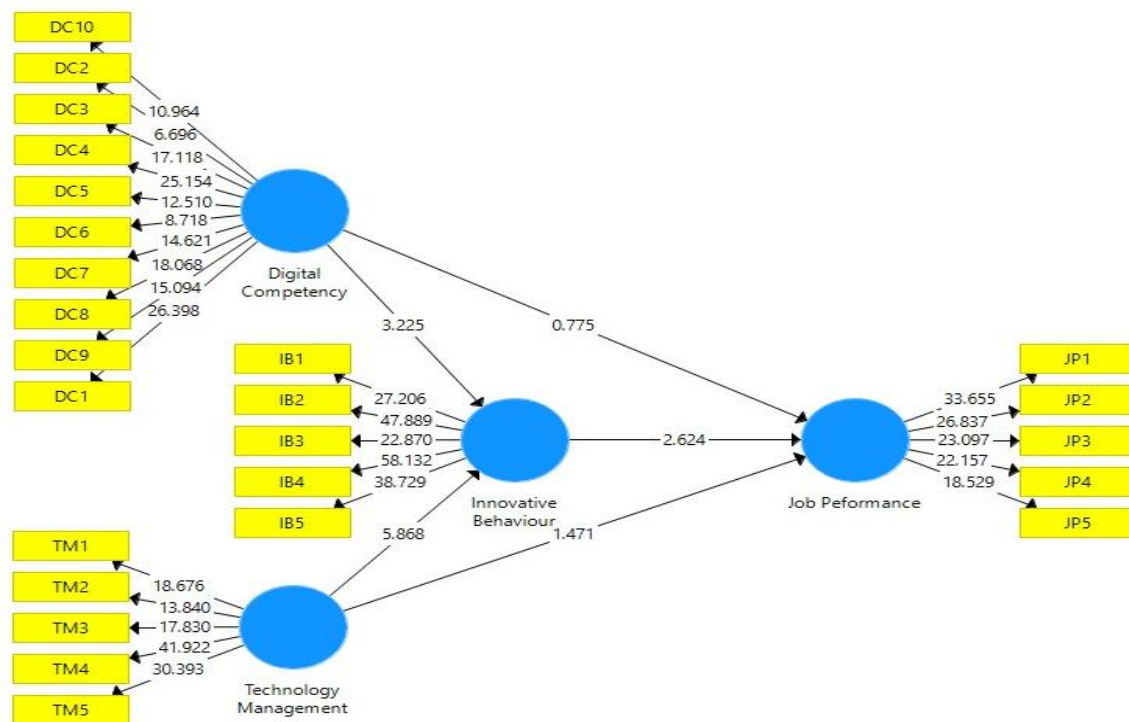 DC10
DC2
DC3
DC4
DC5
DC6
DC7
DC8
DC9
DC1
10.964
6.696
17.118
25.154
12.510
8.718
14.621
18.068
15.094
26.398
Digital
Competency
3.225
0.775
IB1
IB2
IB3
IB4
IB5
27.206
47.889
22.870
58.132
38.729
Innovative
Behaviour
2.624
5.868
1.471
Job Peformance
33.655
26.837
23.097
22.157
18.529
JP1
JP2
JP3
JP4
JP5
TM1
TM2
TM3
TM4
TM5
18.676
13.840
17.830
41.922
30.393
Technology
Management